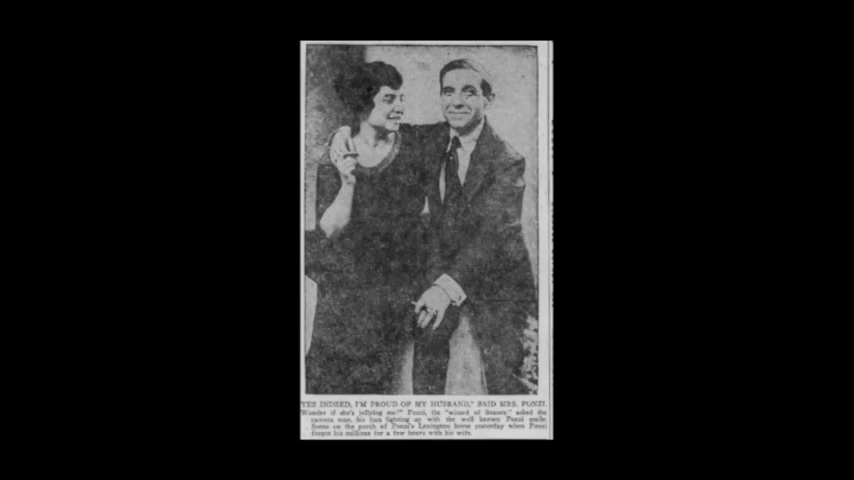 YES INDEED, I'M PROUD OF MY HUSBAND," SAID MRS. PONZI.
"Wonder if she's jollying me?" Ponzi, the "wizard of finance," asked the
camera man, his face lighting up with the well known Ponzi smile.
Scene on the porch of Ponzi's Lexington home yesterday when Ponzi
forgot his millions for a few hours with his wife.